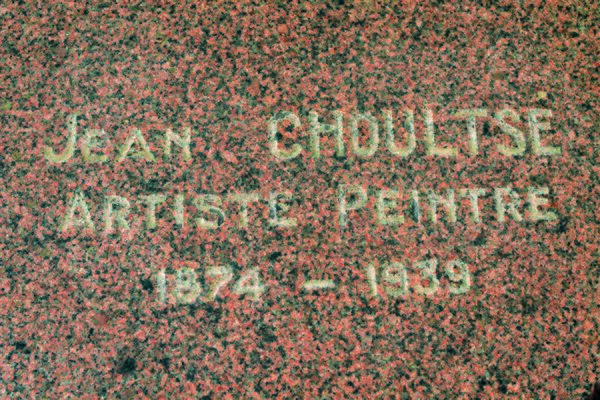 Jean CHOULTSÉ
ARTISTE PEINTRE
1874 – 1939